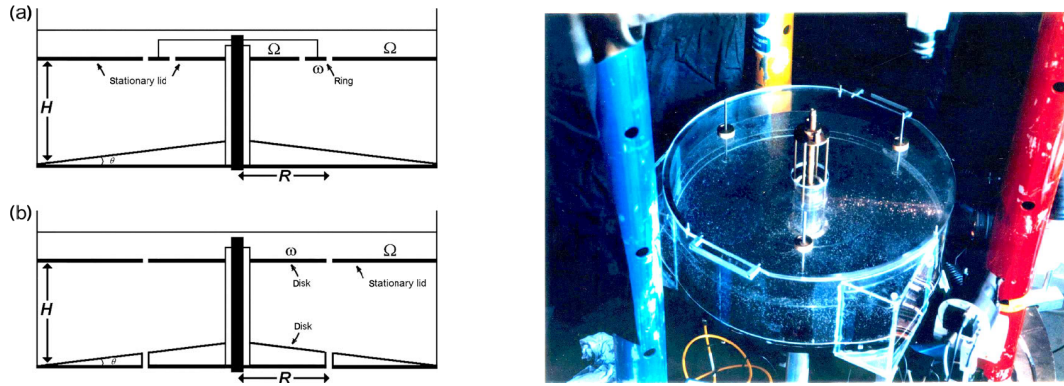 (a)
Ω Ω
Stationary lid ω Ring
H
θ
R
(b)
ω Ω
Disk Stationary lid
H
Disk
θ
R